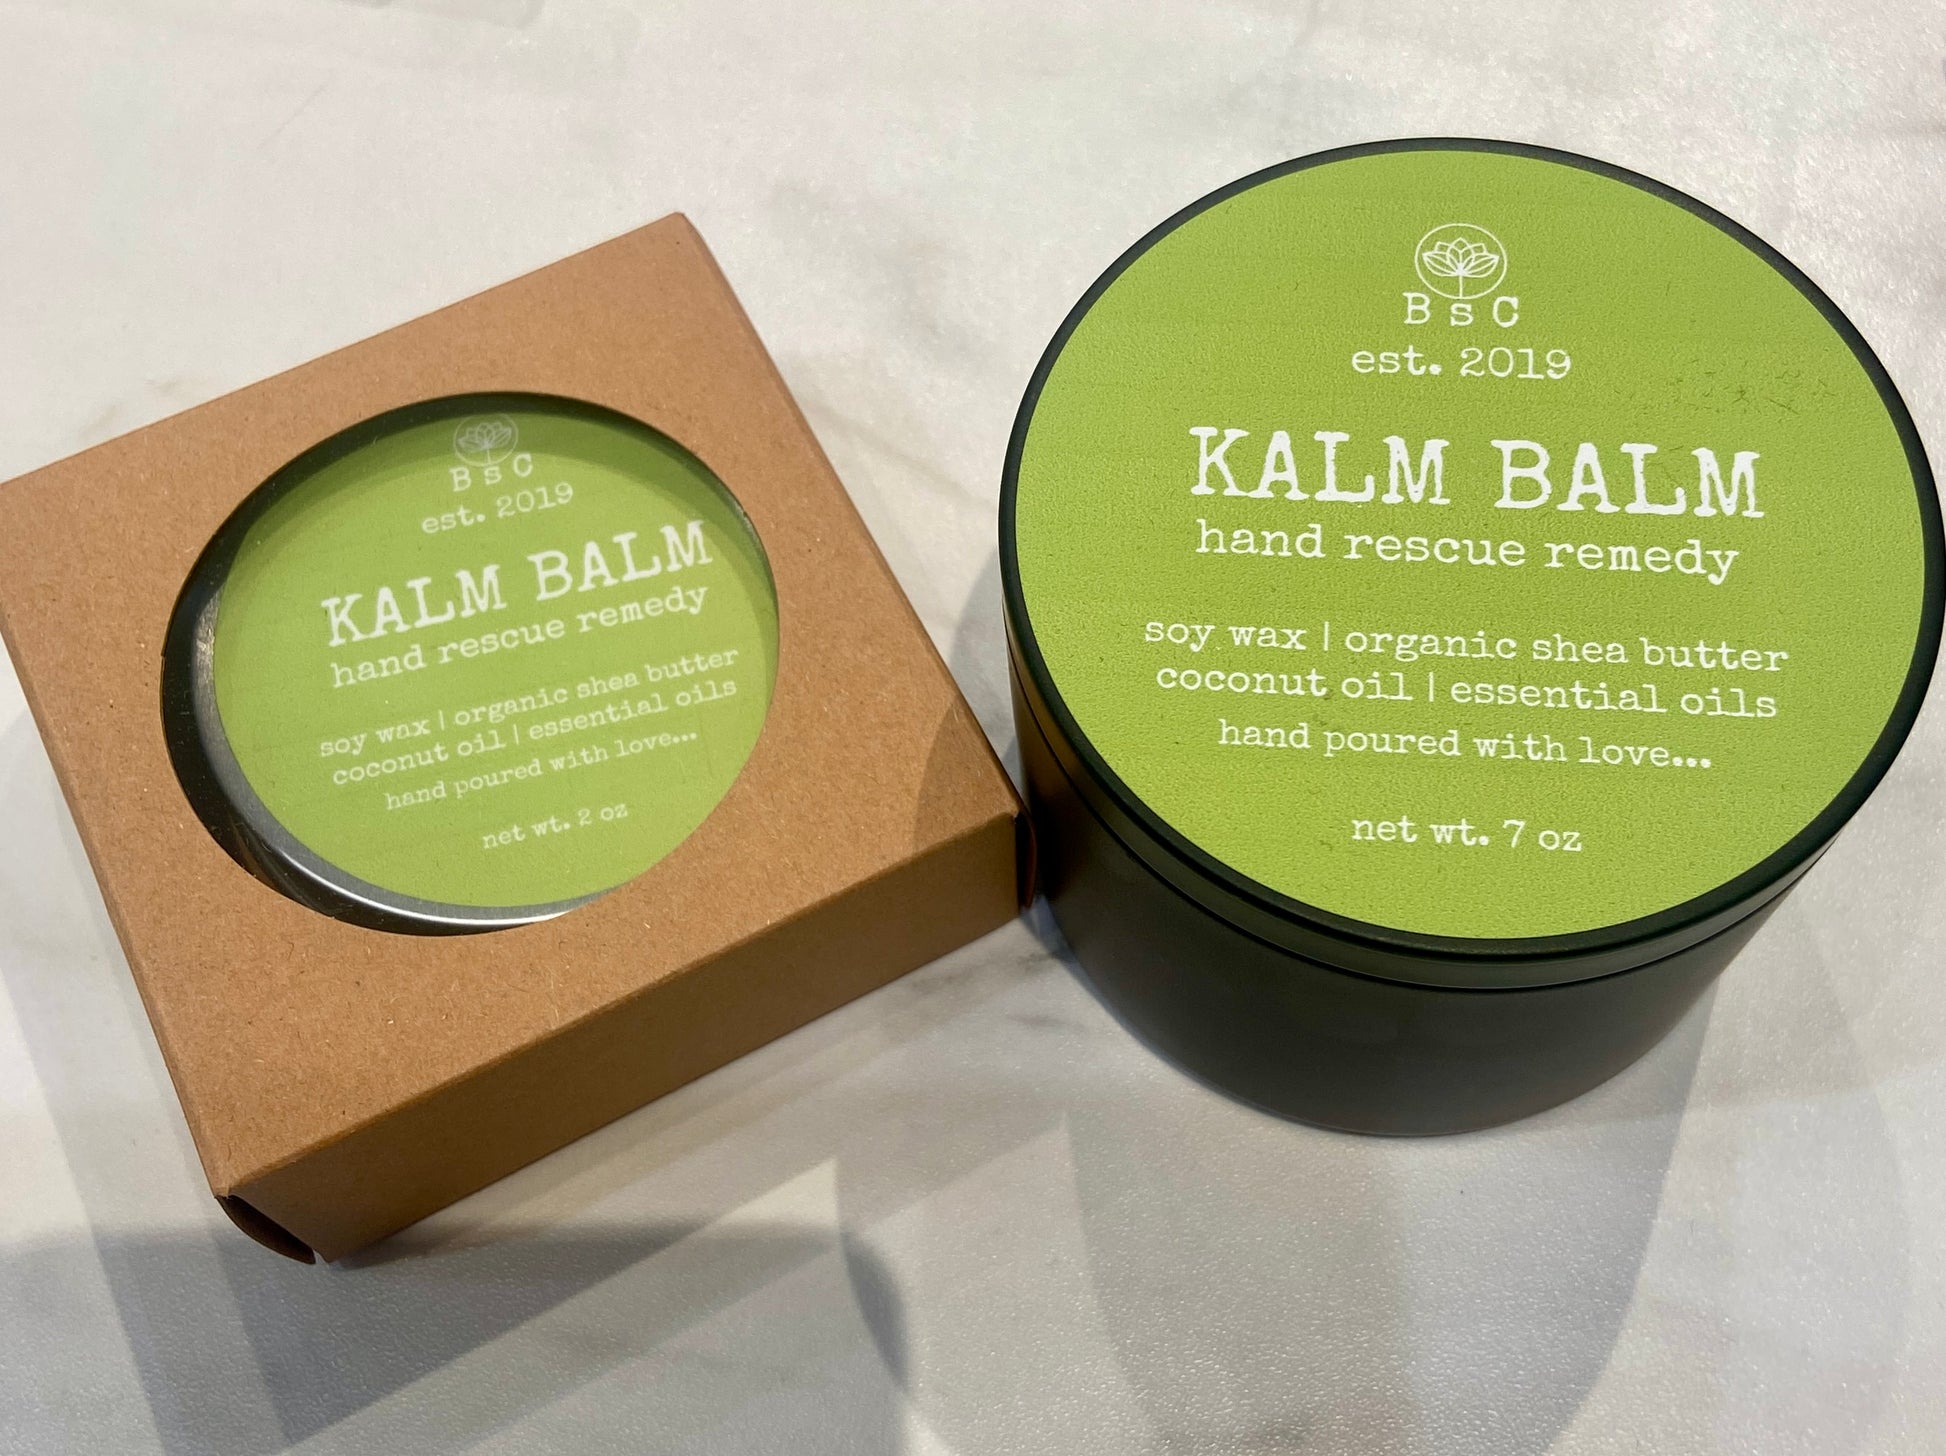 B s C
est. 2019
KALM BALM
hand rescue remedy
soy wax | organic shea butter
coconut oil | essential oils
hand poured with love...
net wt. 2 oz
B s C
est. 2019
KALM BALM
hand rescue remedy
soy wax | organic shea butter
coconut oil | essential oils
hand poured with love...
net wt. 7 oz